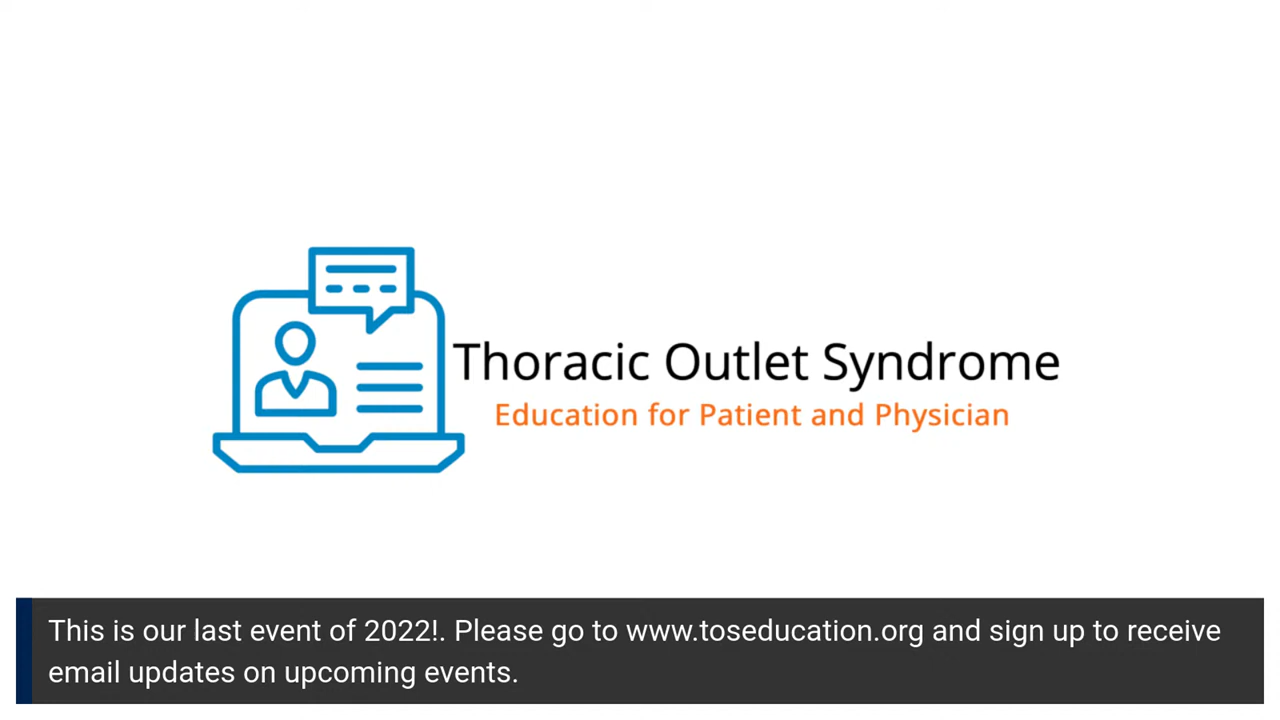 Thoracic Outlet Syndrome
Education for Patient and Physician
This is our last event of 2022!. Please go to www.toseducation.org and sign up to receive
email updates on upcoming events.